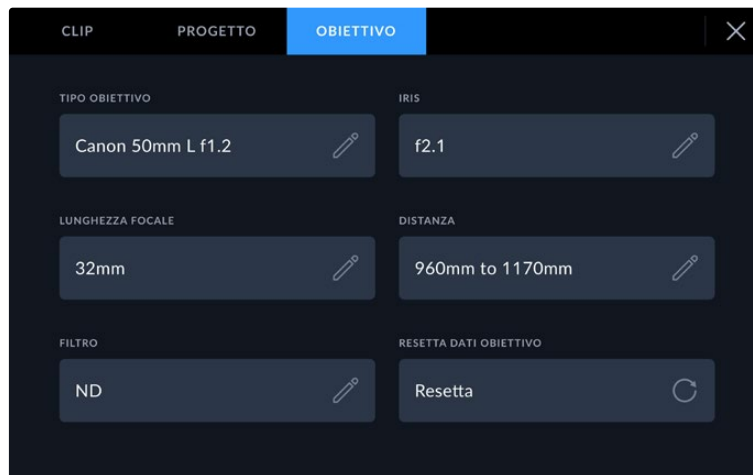 CLIP PROGETTO OBIETTIVO
TIPO OBIETTIVO IRIS
Canon 50mm L f1.2 f2.1
LUNGHEZZA FOCALE DISTANZA
32mm 960mm to 1170mm
FILTRO RESETTA DATI OBIETTIVO
ND Resetta